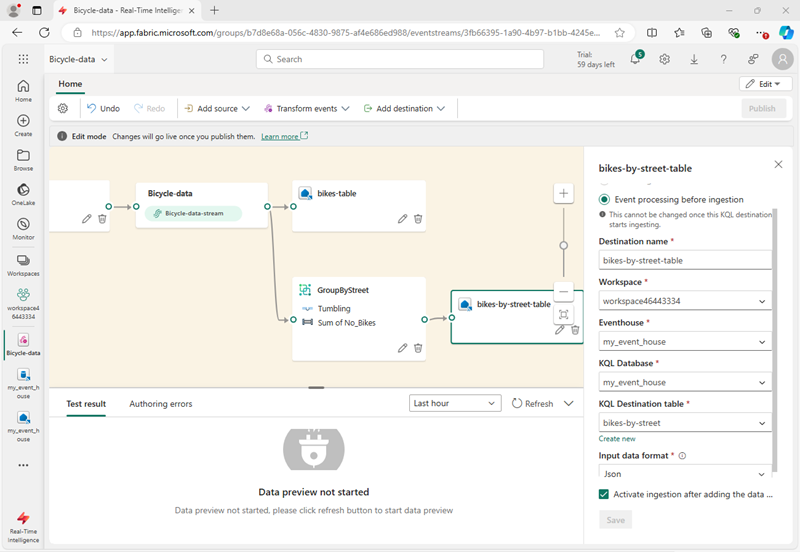 Bicycle-data - Real-Time Intelligence
https://app.fabric.microsoft.com/groups/b7d8e68a-056c-4830-9875-af4e686ed988/eventstreams/3fb66395-1a90-4b97-b1bb-4245e...
Bicycle-data
Search
Trial:
59 days left
5
Home
Edit
Undo
Redo
Add source
Transform events
Add destination
Publish
Edit mode
Changes will go live once you publish them.
Learn more
Home
Create
Browse
OneLake
Monitor
Workspaces
workspace4
6443334
Bicycle-data
my_event_h
ouse
my_event_h
ouse
Real-Time
Intelligence
Bicycle-data
Bicycle-data-stream
bikes-table
GroupByStreet
Tumbling
Sum of No_Bikes
bikes-by-street-table
Test result
Authoring errors
Last hour
Refresh
Data preview not started
Data preview not started, please click refresh button to start data preview
bikes-by-street-table
Event processing before ingestion
This cannot be changed once this KQL destination
starts ingesting.
Destination name *
bikes-by-street-table
Workspace *
workspace46443334
Eventhouse *
my_event_house
KQL Database *
my_event_house
KQL Destination table *
bikes-by-street
Create new
Input data format *
Json
Activate ingestion after adding the data ...
Save